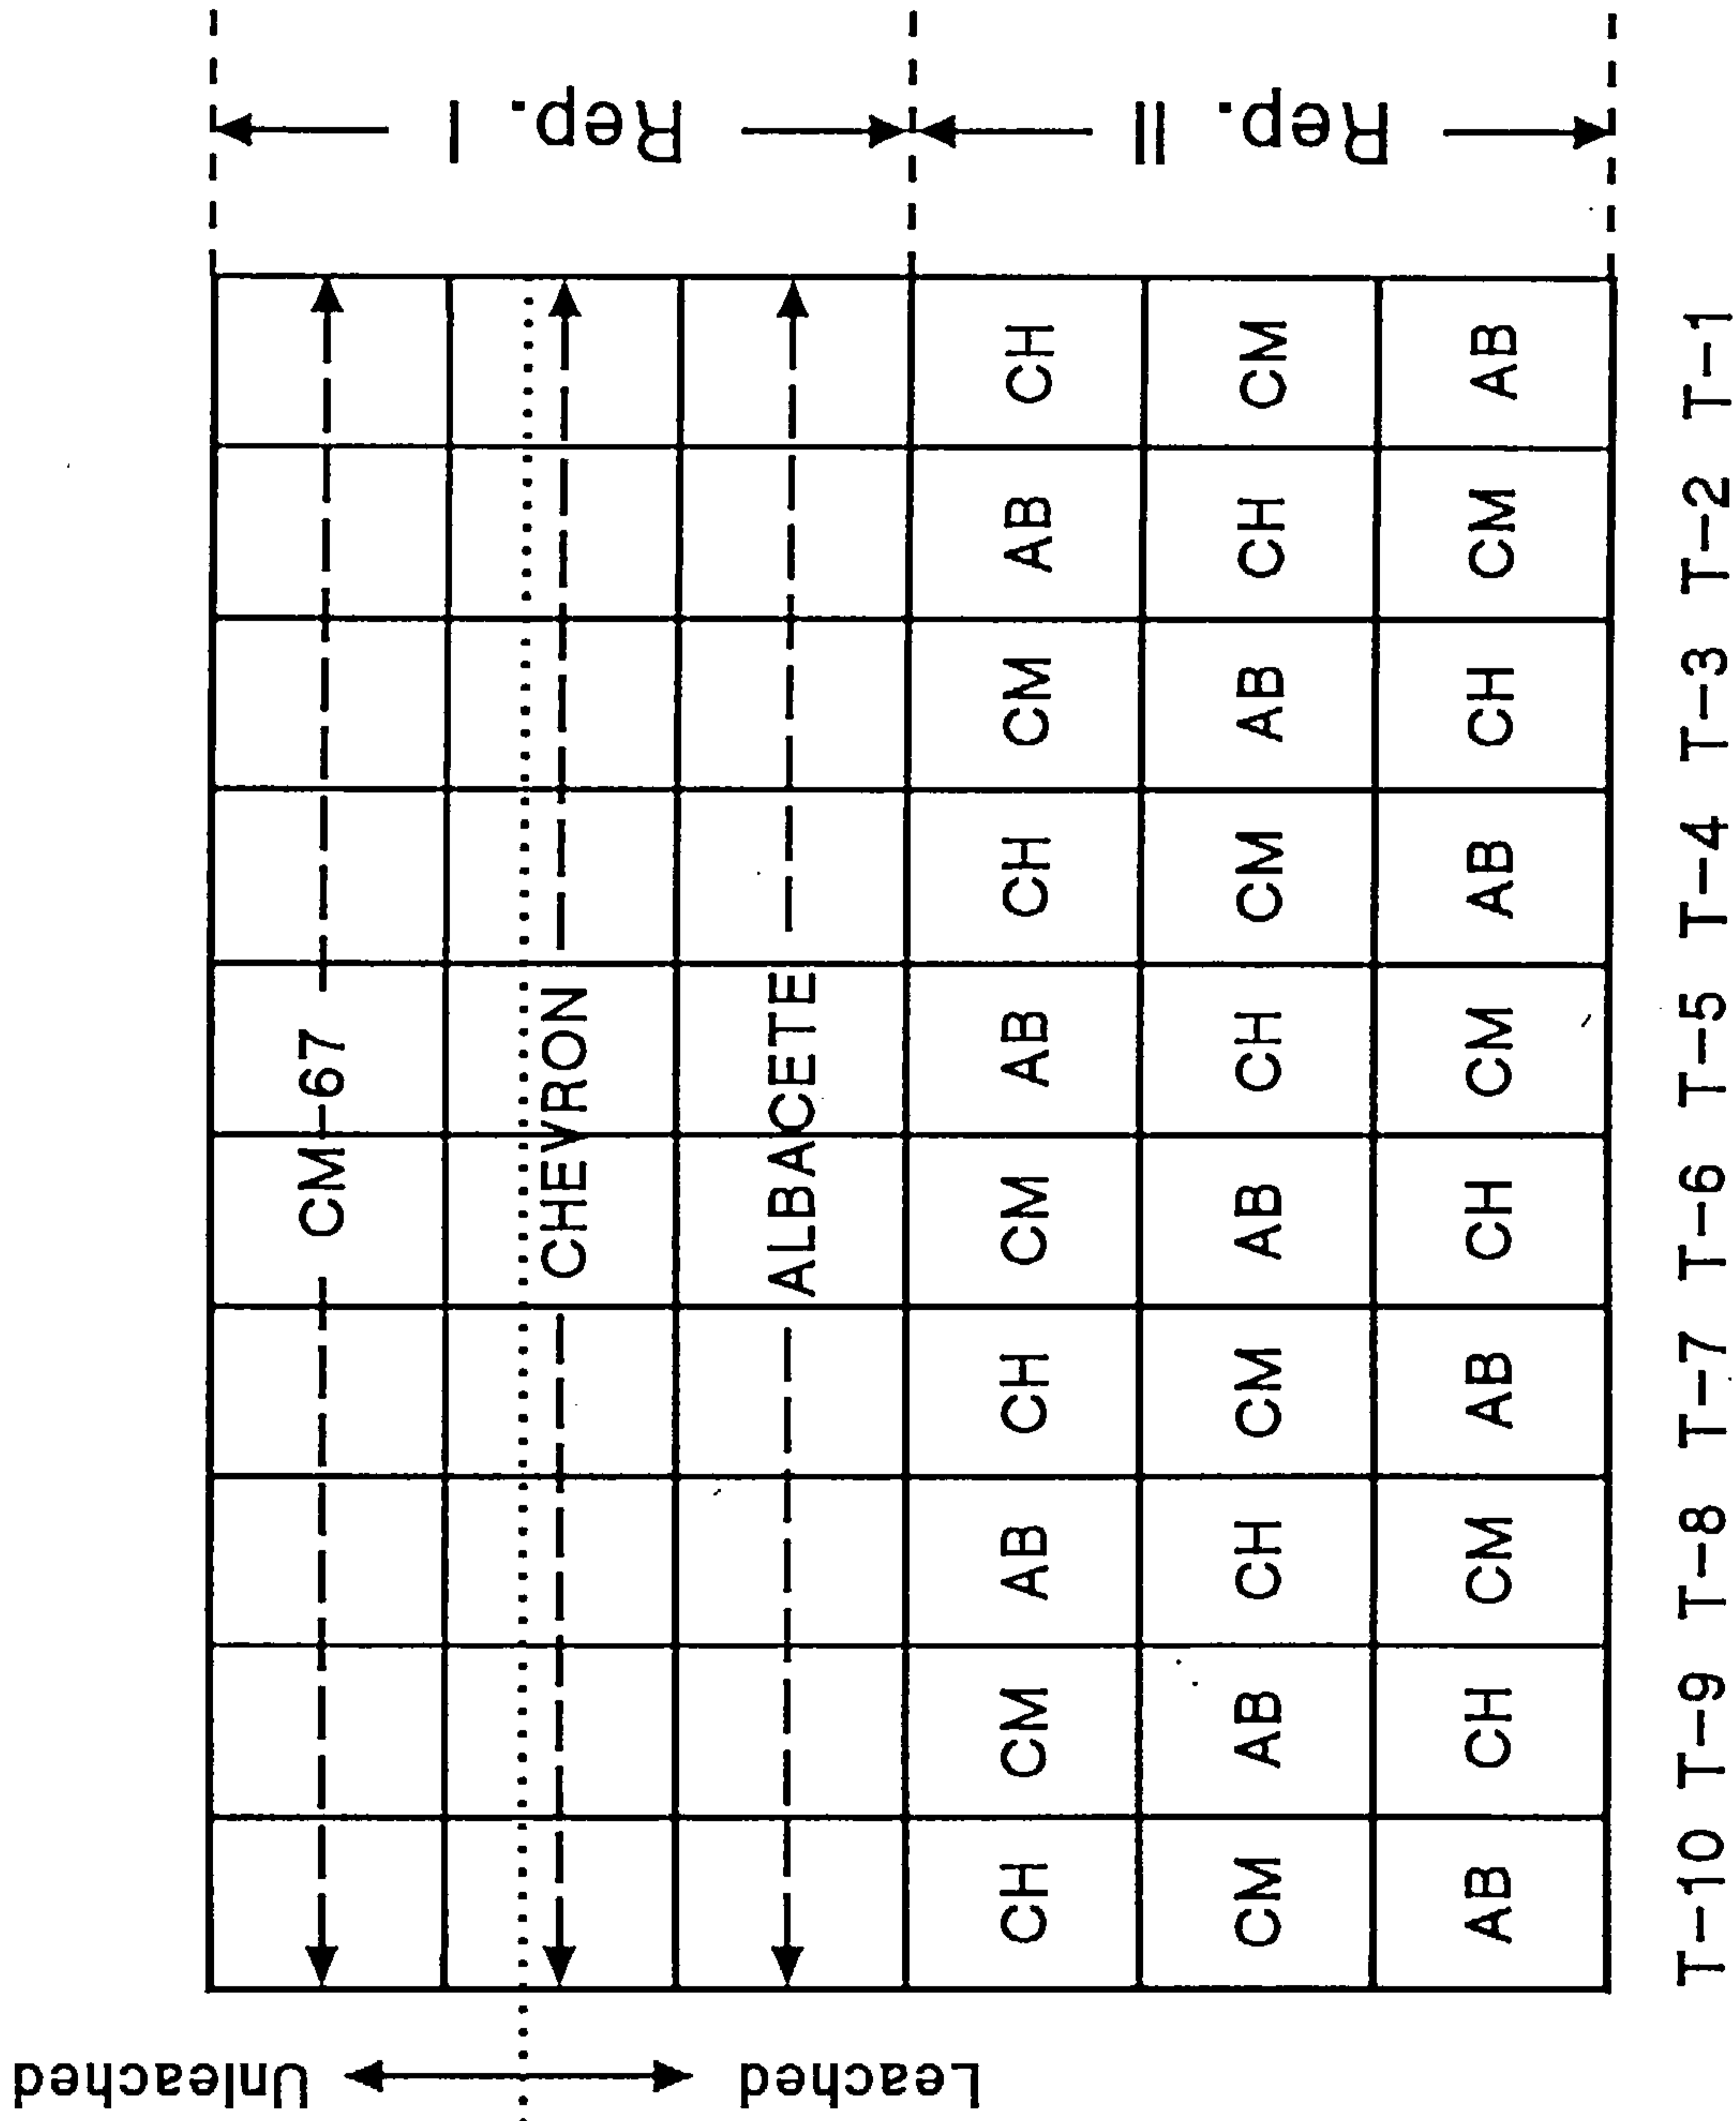 Unleached
Leached
CM-67
CHEVRON
ALBACETE
CH CM AB CH CM AB CH CM AB CH
CM AB CH CM AB CH CM AB CH CM
AB CH CM AB CH CM AB CH CM AB
T-10 T-9 T-8 T-7 T-6 T-5 T-4 T-3 T-2 T-1
Rep. I
Rep. II